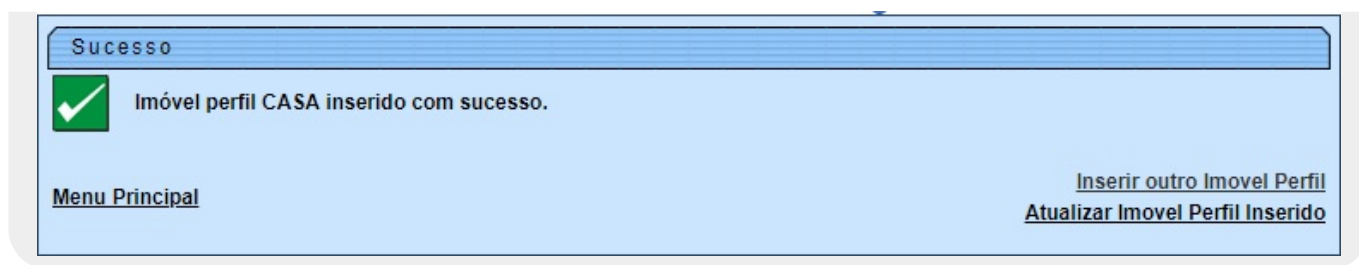 Sucesso
Imóvel perfil CASA inserido com sucesso.
Menu Principal
Inserir outro Imovel Perfil
Atualizar Imovel Perfil Inserido